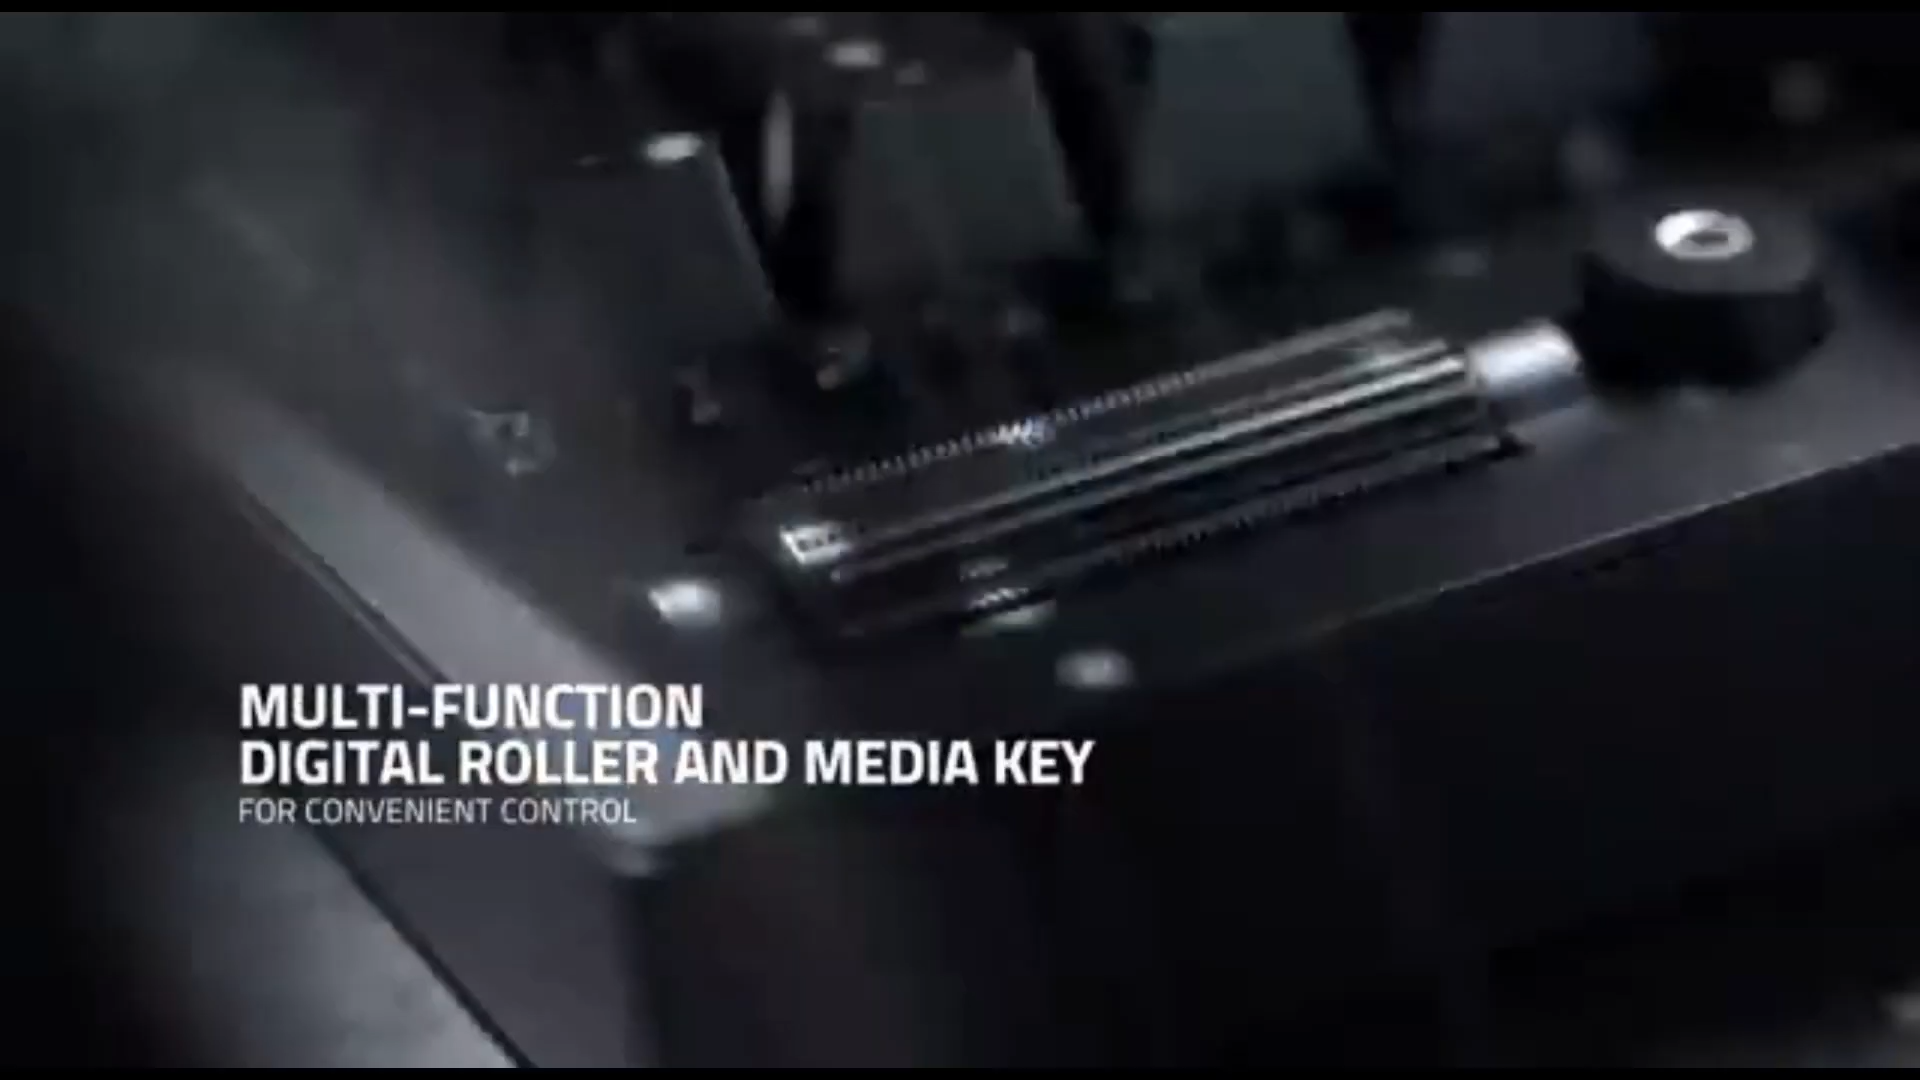 MULTI-FUNCTION
DIGITAL ROLLER AND MEDIA KEY
FOR CONVENIENT CONTROL